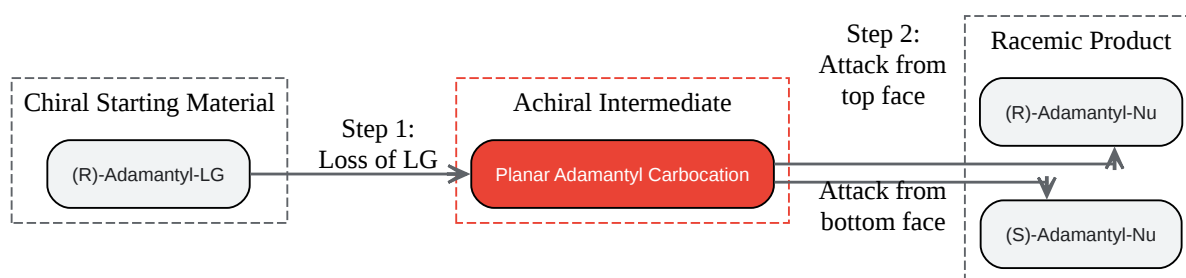 Chiral Starting Material
(R)-Adamantyl-LG
Step 1:
Loss of LG
Achiral Intermediate
Planar Adamantyl Carbocation
Step 2:
Attack from
top face
Attack from
bottom face
Racemic Product
(R)-Adamantyl-Nu
(S)-Adamantyl-Nu